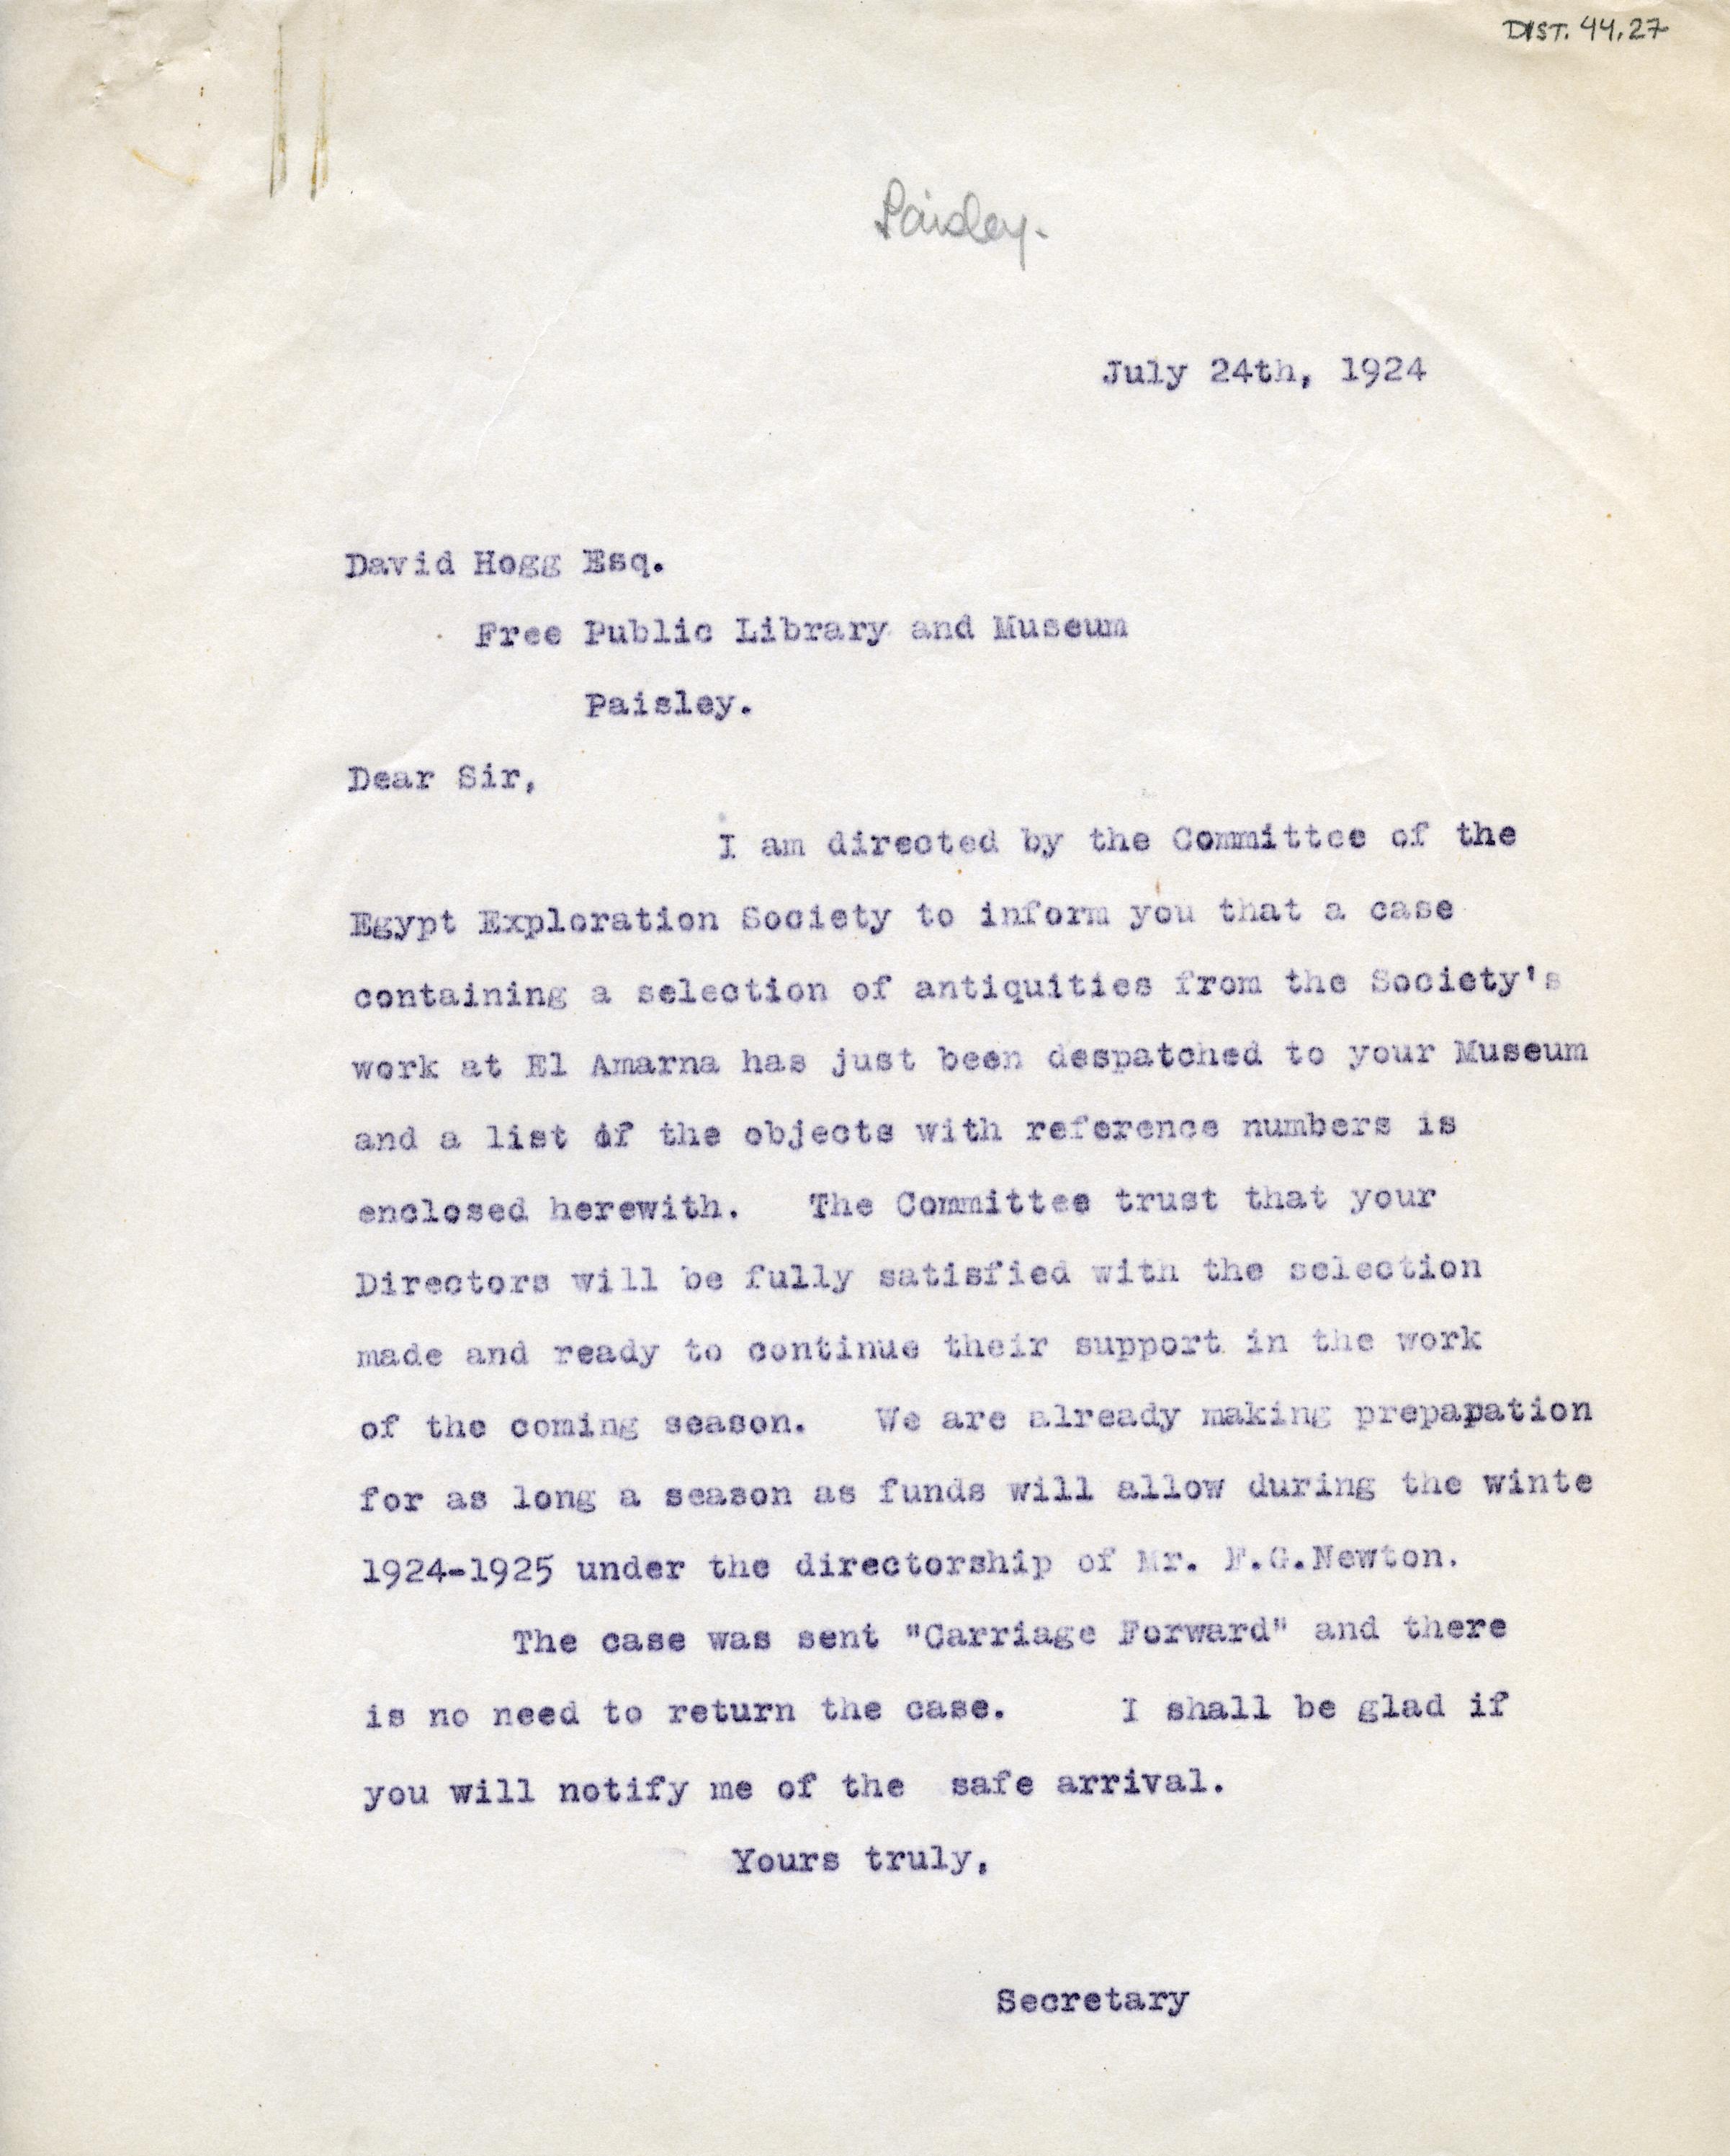 DIST. 44.27
Paisley.
July 24th, 1924
David Hogg Esq.
Free Public Library and Museum
Paisley.
Dear Sir,
I am directed by the Committee of the
Egypt Exploration Society to inform you that a case
containing a selection of antiquities from the Society's
work at El Amarna has just been despatched to your Museum
and a list of the objects with reference numbers is
enclosed herewith. The Committee trust that your
Directors will be fully satisfied with the selection
made and ready to continue their support in the work
of the coming season. We are already making prepapation
for as long a season as funds will allow during the winte
1924-1925 under the directorship of Mr. F.G.Newton.
The case was sent "Carriage Forward" and there
is no need to return the case. I shall be glad if
you will notify me of the safe arrival.
Yours truly,
Secretary